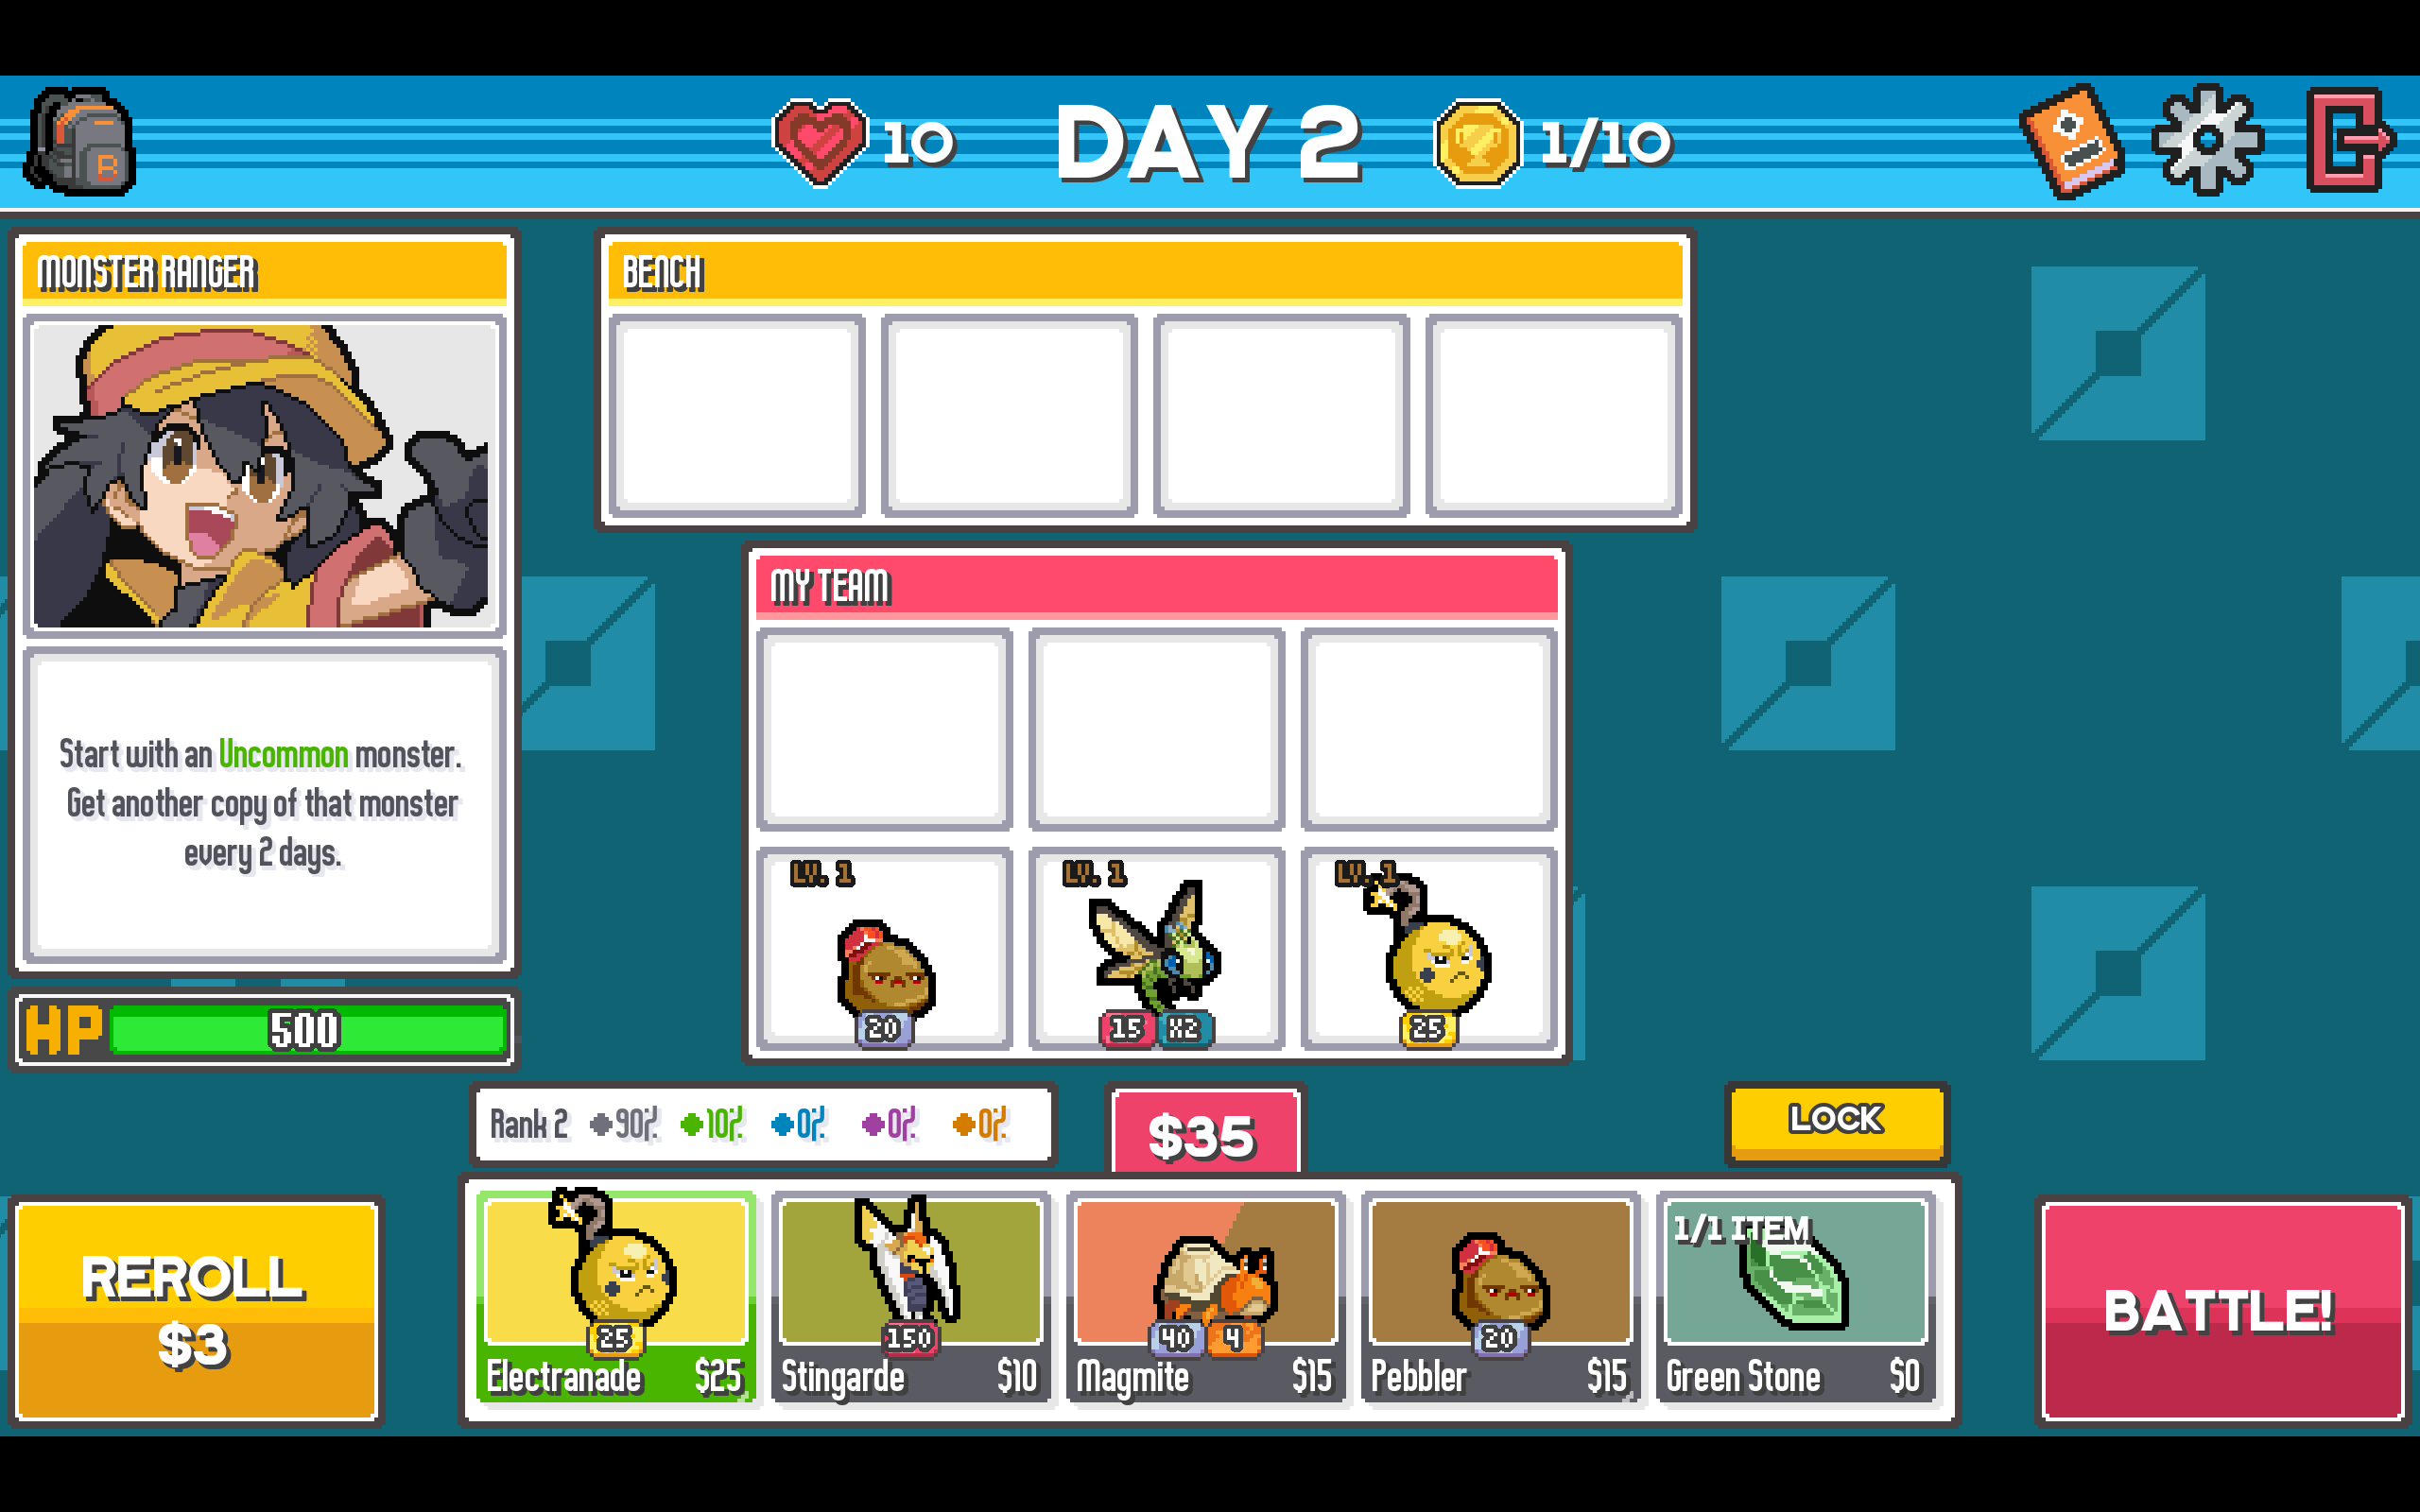 B
10
DAY 2
1/10
MONSTER RANGER
BENCH
MY TEAM
Start with an Uncommon monster.
Get another copy of that monster
every 2 days.
LV. 1
LV. 1
LV. 1
20
15
X2
25
HP
500
Rank 2
90%
10%
0%
0%
0%
$35
LOCK
REROLL
$3
25
Electranade
$25
150
Stingarde
$10
40
4
Magmite
$15
20
Pebbler
$15
1/1 ITEM
Green Stone
$0
BATTLE!